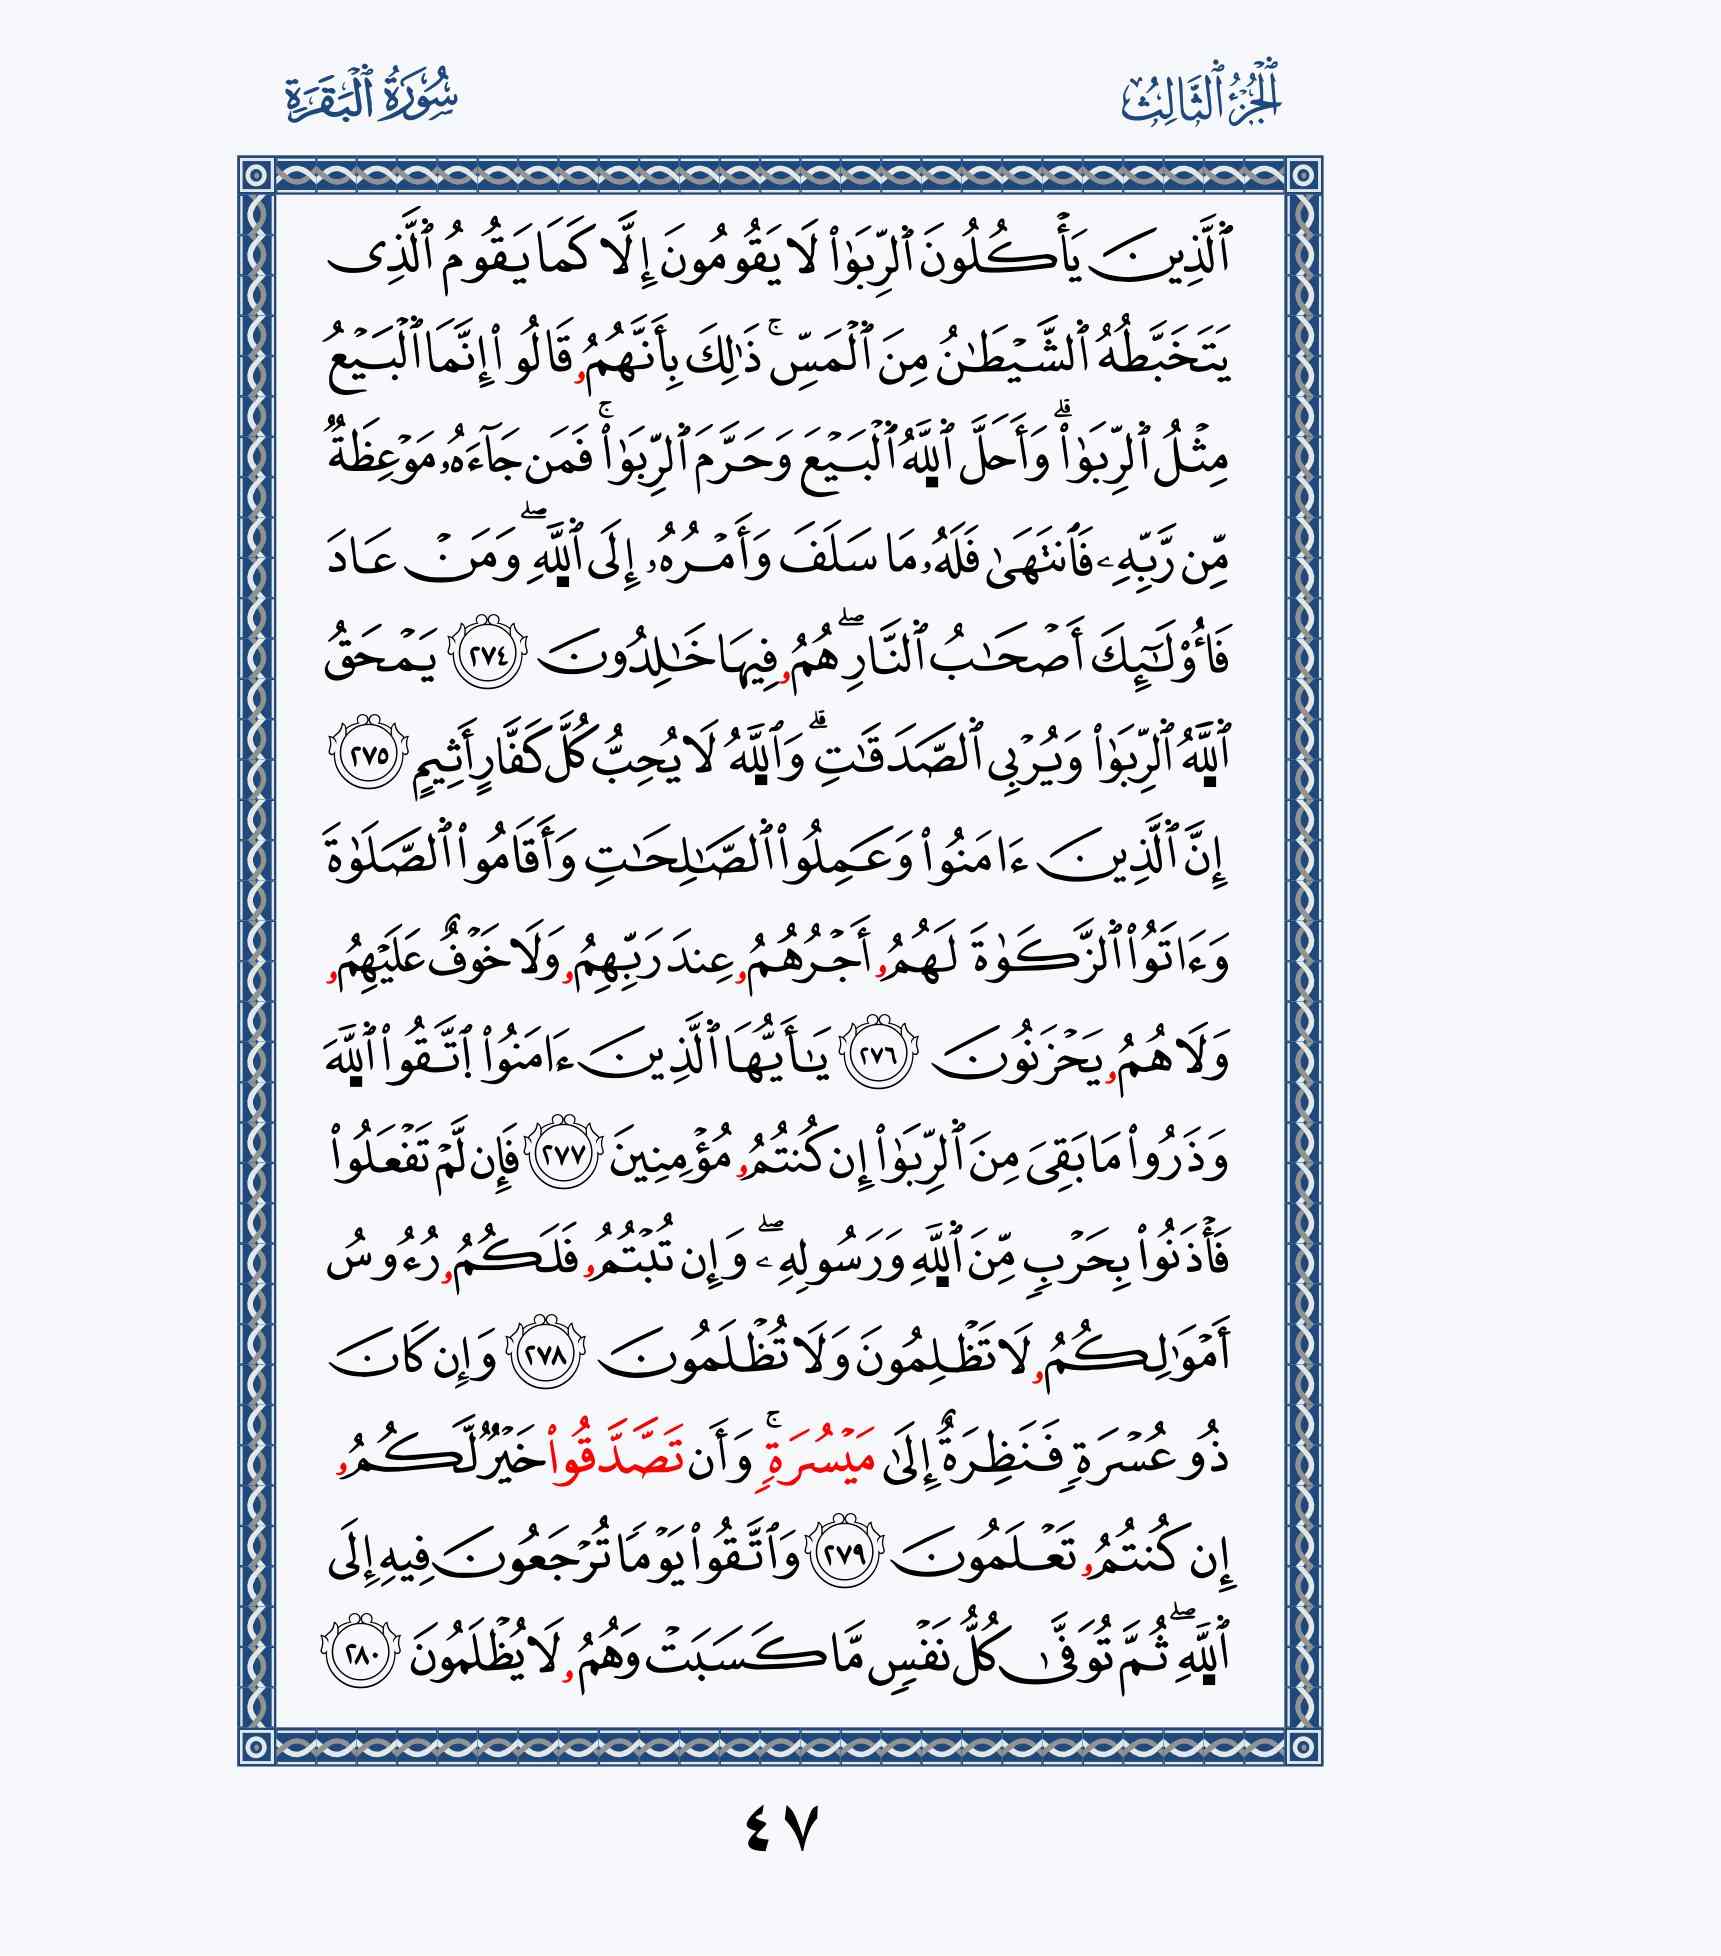 ٱلْجُزْءُ ٱلثَّالِثُ
سُورَةُ ٱلْبَقَرَةِ
ٱلَّذِينَ يَأْكُلُونَ ٱلرِّبَوٰا۟ لَا يَقُومُونَ إِلَّا كَمَا يَقُومُ ٱلَّذِى
يَتَخَبَّطُهُ ٱلشَّيْطَٰنُ مِنَ ٱلْمَسِّ ۚ ذَٰلِكَ بِأَنَّهُمُۥ قَالُوٓا۟ إِنَّمَا ٱلْبَيْعُ
مِثْلُ ٱلرِّبَوٰا۟ ۗ وَأَحَلَّ ٱللَّهُ ٱلْبَيْعَ وَحَرَّمَ ٱلرِّبَوٰا۟ ۚ فَمَن جَآءَهُۥ مَوْعِظَةٌ
مِّن رَّبِّهِۦ فَٱنتَهَىٰ فَلَهُۥ مَا سَلَفَ وَأَمْرُهُۥ إِلَى ٱللَّهِ ۖ وَمَنْ عَادَ
فَأُو۟لَٰٓئِكَ أَصْحَٰبُ ٱلنَّارِ ۖ هُمُۥ فِيهَا خَٰلِدُونَ ٢٧٤ يَمْحَقُ
ٱللَّهُ ٱلرِّبَوٰا۟ وَيُرْبِى ٱلصَّدَقَٰتِ ۗ وَٱللَّهُ لَا يُحِبُّ كُلَّ كَفَّارٍ أَثِيمٍ ٢٧٥
إِنَّ ٱلَّذِينَ ءَامَنُوا۟ وَعَمِلُوا۟ ٱلصَّٰلِحَٰتِ وَأَقَامُوا۟ ٱلصَّلَوٰةَ
وَءَاتَوُا۟ ٱلزَّكَوٰةَ لَهُمُۥ أَجْرُهُمُۥ عِندَ رَبِّهِمُۥ وَلَا خَوْفٌ عَلَيْهِمُۥ
وَلَا هُمُۥ يَحْزَنُونَ ٢٧٦ يَٰأَيُّهَا ٱلَّذِينَ ءَامَنُوا۟ ٱتَّقُوا۟ ٱللَّهَ
وَذَرُوا۟ مَا بَقِىَ مِنَ ٱلرِّبَوٰا۟ إِن كُنتُمُۥ مُؤْمِنِينَ ٢٧٧ فَإِن لَّمْ تَفْعَلُوا۟
فَأْذَنُوا۟ بِحَرْبٍ مِّنَ ٱللَّهِ وَرَسُولِهِۦ ۖ وَإِن تُبْتُمُۥ فَلَكُمُۥ رُءُوسُ
أَمْوَٰلِكُمُۥ لَا تَظْلِمُونَ وَلَا تُظْلَمُونَ ٢٧٨ وَإِن كَانَ
ذُو عُسْرَةٍ فَنَظِرَةٌ إِلَىٰ مَيْسُرَةٍ ۚ وَأَن تَصَّدَّقُوا۟ خَيْرٌ لَّكُمُۥ
إِن كُنتُمُۥ تَعْلَمُونَ ٢٧٩ وَٱتَّقُوا۟ يَوْمًا تُرْجَعُونَ فِيهِ إِلَى
ٱللَّهِ ۖ ثُمَّ تُوَفَّىٰ كُلُّ نَفْسٍ مَّا كَسَبَتْ وَهُمُۥ لَا يُظْلَمُونَ ٢٨٠
٤٧